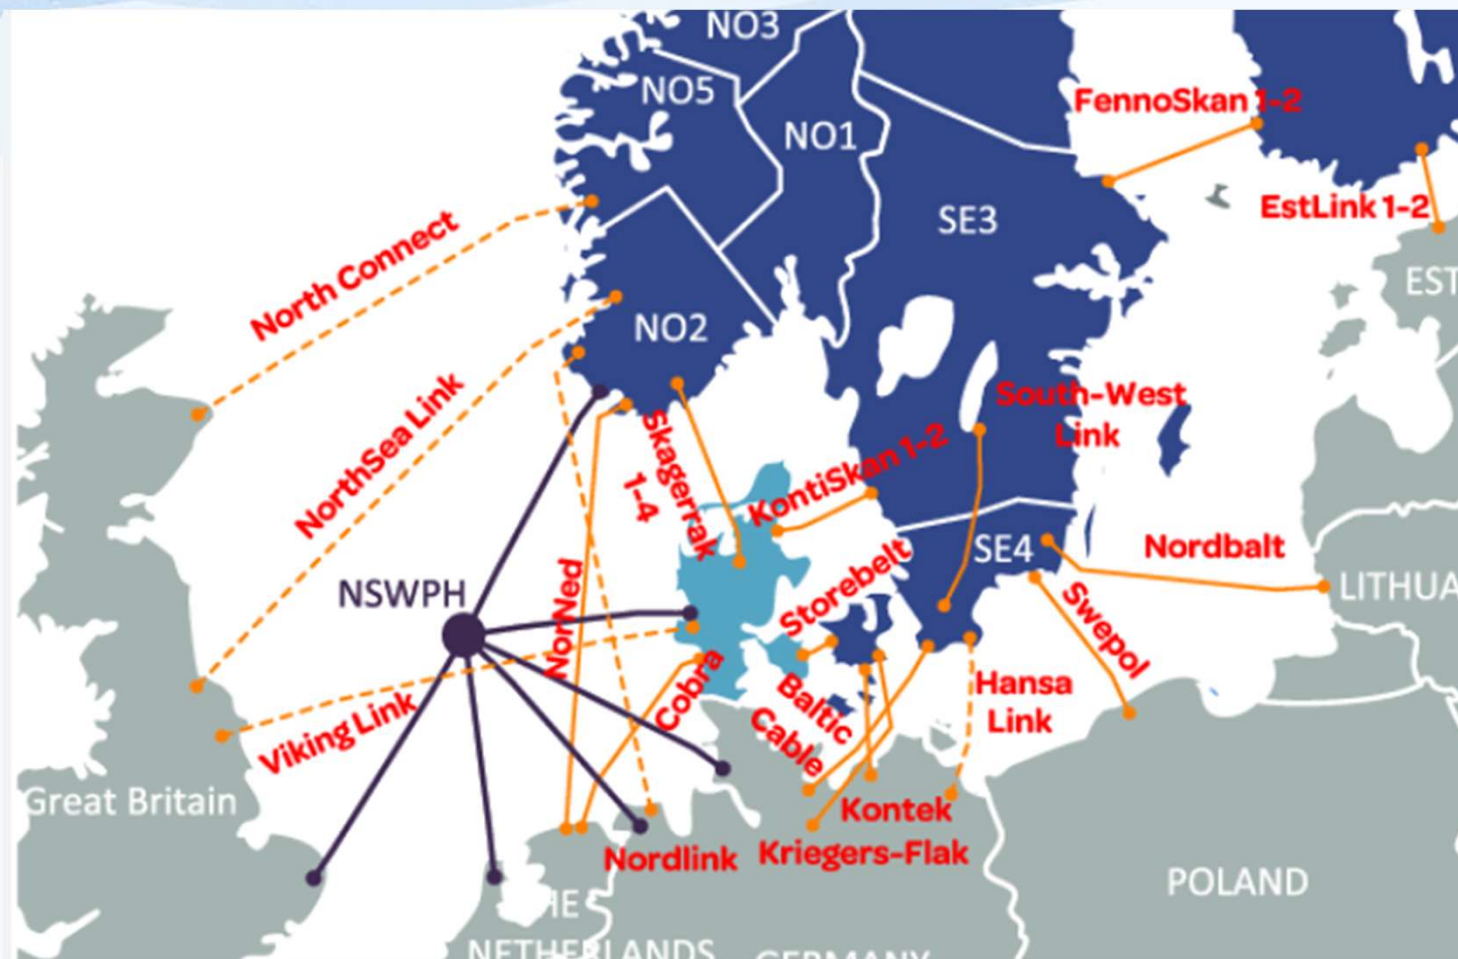 NO3
NO5
NO1
FennoSkan 1-2
SE3
EstLink 1-2
EST
North Connect
NO2
NorthSea Link
South-West
Link
Skagerrak
1-4
KontiSkan 1-2
SE4
Nordbalt
NSWPH
NorNed
Storebelt
LITHUA
Swepol
Cobra
Viking Link
Baltic
Cable
Hansa
Link
Great Britain
Kontek
Nordlink
Kriegers-Flak
POLAND
THE
NETHERLANDS
GERMANY